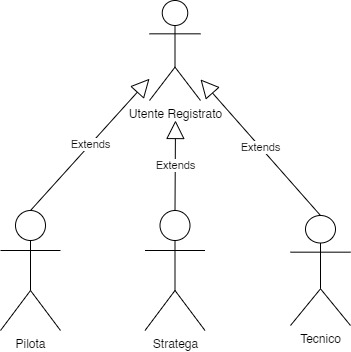 Utente Registrato
Extends
Extends
Extends
Pilota
Stratega
Tecnico